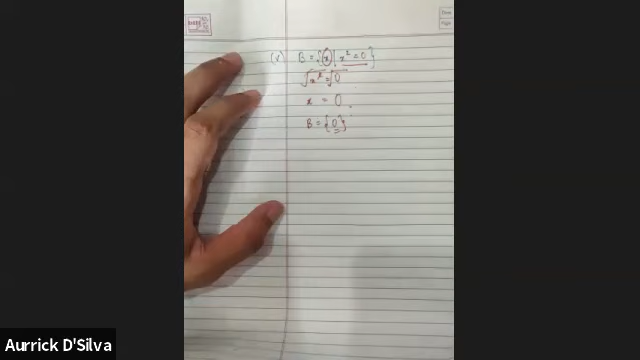 (v) B = {x | x² = 0}
√x² = √0
x = 0
B = {0}
Aurrick D'Silva